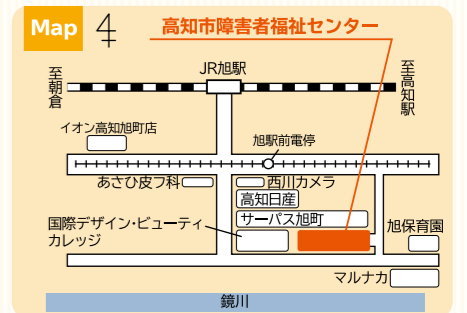 Map 4
高知市障害者福祉センター
JR旭駅
至朝倉
至高知駅
イオン高知旭町店
旭駅前電停
あさひ皮フ科
西川カメラ
高知日産
サーパス旭町
国際デザイン・ビューティ
カレッジ
旭保育園
マルナカ
鏡川